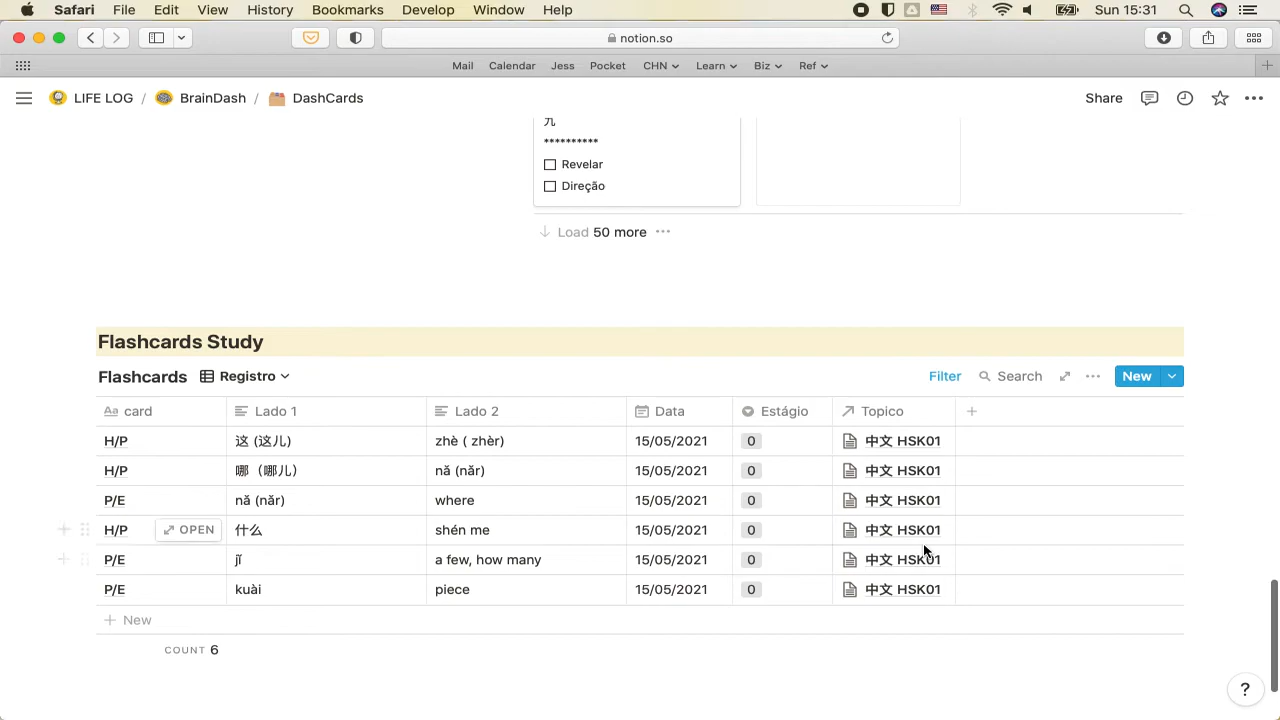 Safari File Edit View History Bookmarks Develop Window Help Sun 15:31
notion.so
Mail Calendar Jess Pocket CHN Learn Biz Ref
LIFE LOG / BrainDash / DashCards Share
九
**********
Revelar
Direção
Load 50 more
Flashcards Study
Flashcards Registro Filter Search New
Aa card Lado 1 Lado 2 Data Estágio Topico
H/P 这 (这儿) zhè ( zhèr) 15/05/2021 0 中文 HSK01
H/P 哪（哪儿） nǎ (nǎr) 15/05/2021 0 中文 HSK01
P/E nǎ (nǎr) where 15/05/2021 0 中文 HSK01
H/P OPEN 什么 shén me 15/05/2021 0 中文 HSK01
P/E jǐ a few, how many 15/05/2021 0 中文 HSK01
P/E kuài piece 15/05/2021 0 中文 HSK01
New
COUNT 6
?